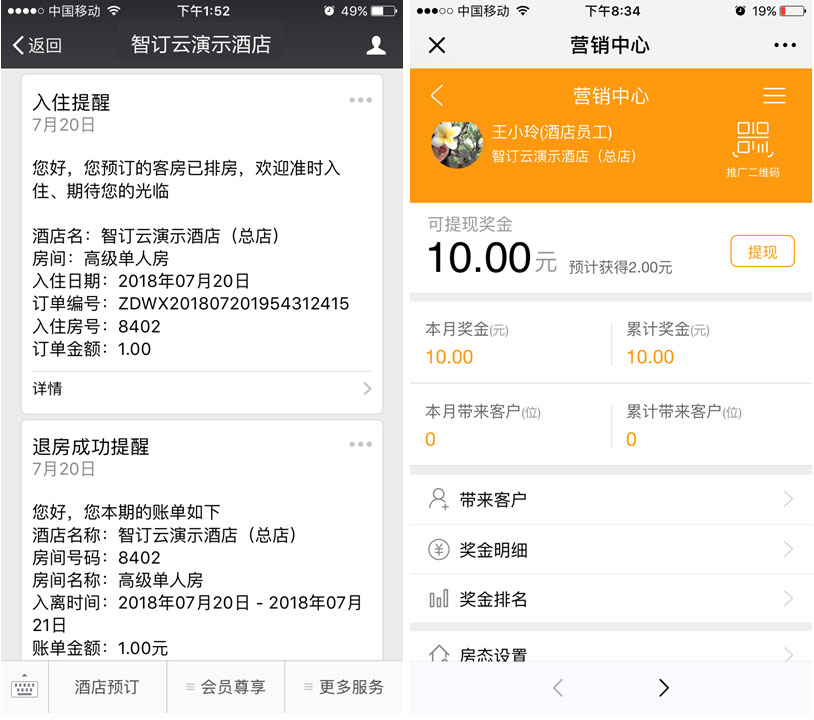 中国移动 下午1:52 49%
返回 智订云演示酒店
入住提醒
7月20日
您好，您预订的客房已排房，欢迎准时入
住、期待您的光临
酒店名：智订云演示酒店（总店）
房间：高级单人房
入住日期：2018年07月20日
订单编号：ZDWX201807201954312415
入住房号：8402
订单金额：1.00
详情
退房成功提醒
7月20日
您好，您本期的账单如下
酒店名称：智订云演示酒店（总店）
房间号码：8402
房间名称：高级单人房
入离时间：2018年07月20日 - 2018年07月
21日
账单金额：1.00元
酒店预订 会员尊享 更多服务
中国移动 下午8:34 19%
营销中心
营销中心
王小玲(酒店员工)
智订云演示酒店（总店）
推广二维码
可提现奖金
10.00元 预计获得2.00元 提现
本月奖金(元) 累计奖金(元)
10.00 10.00
本月带来客户(位) 累计带来客户(位)
0 0
带来客户
奖金明细
奖金排名
房态设置